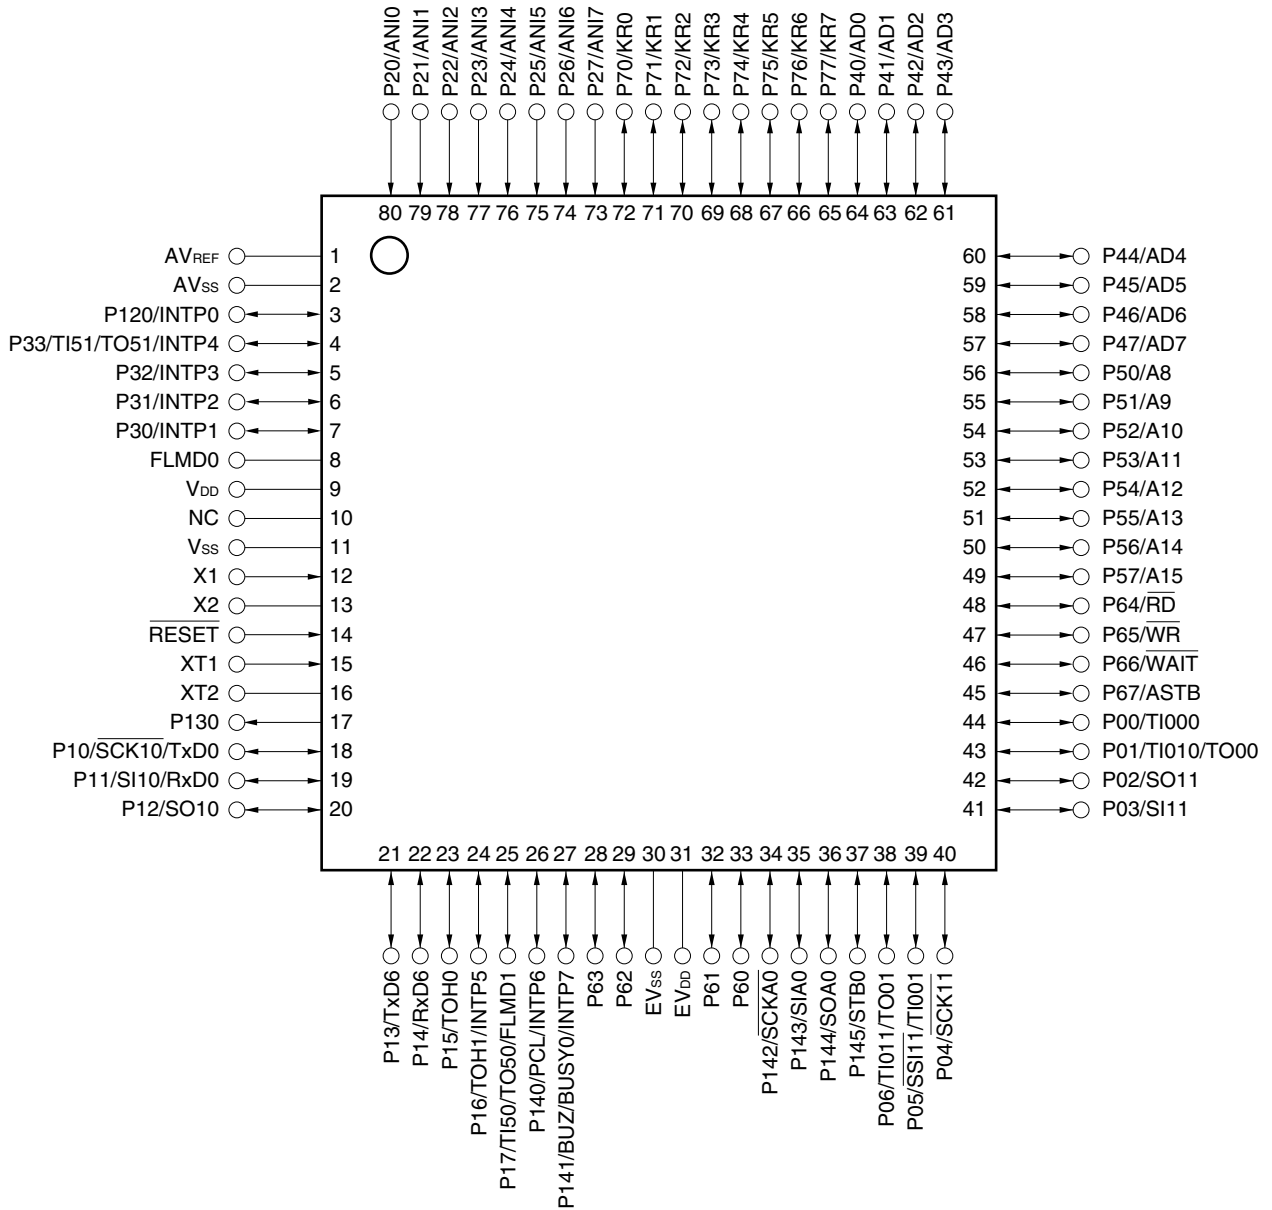 P20/ANI0
P21/ANI1
P22/ANI2
P23/ANI3
P24/ANI4
P25/ANI5
P26/ANI6
P27/ANI7
P70/KR0
P71/KR1
P72/KR2
P73/KR3
P74/KR4
P75/KR5
P76/KR6
P77/KR7
P40/AD0
P41/AD1
P42/AD2
P43/AD3
80 79 78 77 76 75 74 73 72 71 70 69 68 67 66 65 64 63 62 61
AVREF 1
AVSS 2
P120/INTP0 3
P33/TI51/TO51/INTP4 4
P32/INTP3 5
P31/INTP2 6
P30/INTP1 7
FLMD0 8
VDD 9
NC 10
VSS 11
X1 12
X2 13
RESET 14
XT1 15
XT2 16
P130 17
P10/SCK10/TxD0 18
P11/SI10/RxD0 19
P12/SO10 20
60 P44/AD4
59 P45/AD5
58 P46/AD6
57 P47/AD7
56 P50/A8
55 P51/A9
54 P52/A10
53 P53/A11
52 P54/A12
51 P55/A13
50 P56/A14
49 P57/A15
48 P64/RD
47 P65/WR
46 P66/WAIT
45 P67/ASTB
44 P00/TI000
43 P01/TI010/TO00
42 P02/SO11
41 P03/SI11
21 22 23 24 25 26 27 28 29 30 31 32 33 34 35 36 37 38 39 40
P13/TxD6
P14/RxD6
P15/TOH0
P16/TOH1/INTP5
P17/TI50/TO50/FLMD1
P140/PCL/INTP6
P141/BUZ/BUSY0/INTP7
P63
P62
EVSS
EVDD
P61
P60
P142/SCKA0
P143/SIA0
P144/SOA0
P145/STB0
P06/TI011/TO01
P05/SSI11/TI001
P04/SCK11